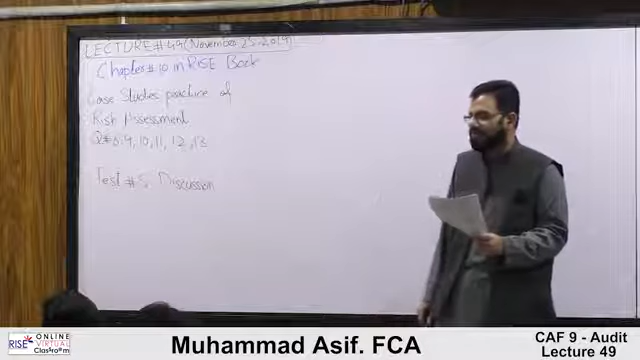 LECTURE # 49 (November 25-2019)
Chapter # 10 in RISE Book
Case Studies practice of
Risk Assessment
Q# 8, 9, 10, 11, 12, 13
Test # 5 Discussion
RISE ONLINE VIRTUAL Classroom
Muhammad Asif. FCA
CAF 9 - Audit
Lecture 49